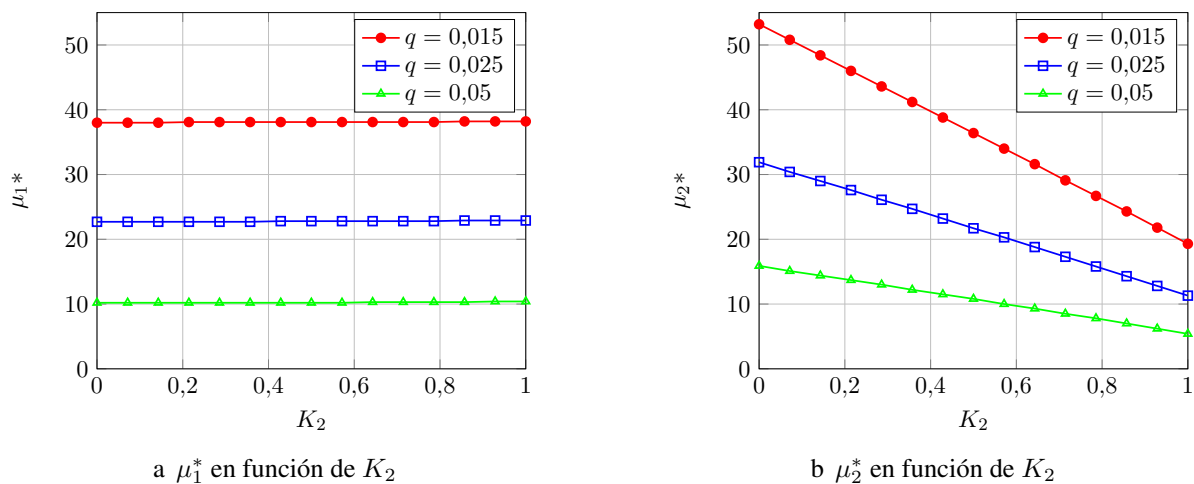 50
40
30
20
10
0
μ₁*
0
0,2
0,4
0,6
0,8
1
K₂
q = 0,015
q = 0,025
q = 0,05
a μ₁* en función de K₂
50
40
30
20
10
0
μ₂*
0
0,2
0,4
0,6
0,8
1
K₂
q = 0,015
q = 0,025
q = 0,05
b μ₂* en función de K₂